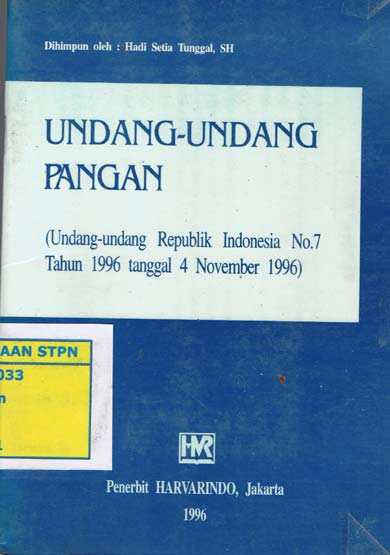 Dihimpun oleh : Hadi Setia Tunggal, SH
UNDANG-UNDANG
PANGAN
(Undang-undang Republik Indonesia No.7
Tahun 1996 tanggal 4 November 1996)
AAN STPN
033
n
1
HVR
Penerbit HARVARINDO, Jakarta
1996